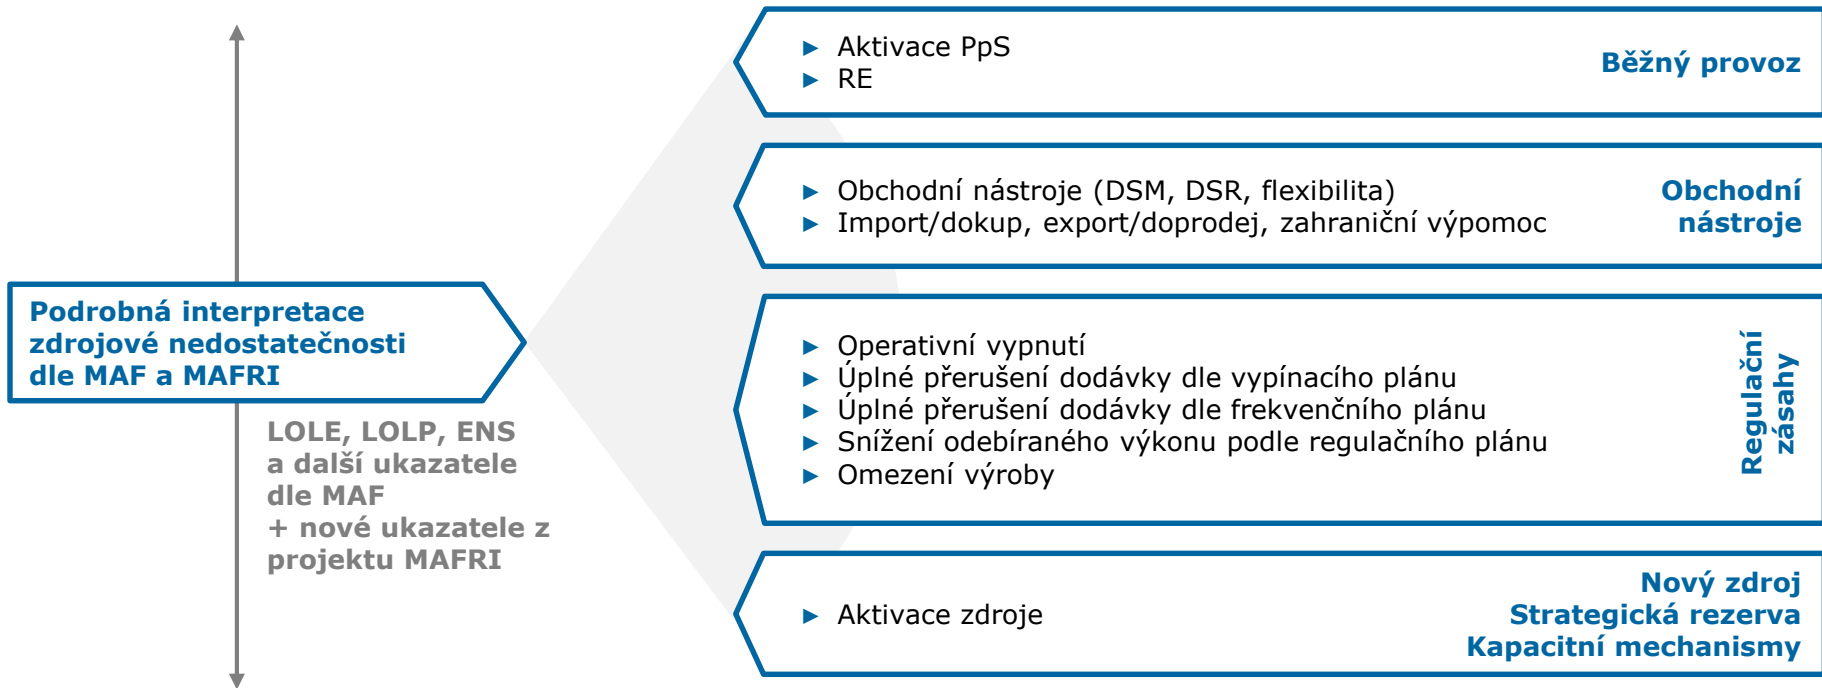 Podrobná interpretace
zdrojové nedostatečnosti
dle MAF a MAFRI
LOLE, LOLP, ENS
a další ukazatele
dle MAF
+ nové ukazatele z
projektu MAFRI
► Aktivace PpS
► RE
Běžný provoz
► Obchodní nástroje (DSM, DSR, flexibilita)
► Import/dokup, export/doprodej, zahraniční výpomoc
Obchodní
nástroje
► Operativní vypnutí
► Úplné přerušení dodávky dle vypínacího plánu
► Úplné přerušení dodávky dle frekvenčního plánu
► Snížení odebíraného výkonu podle regulačního plánu
► Omezení výroby
Regulační
zásahy
► Aktivace zdroje
Nový zdroj
Strategická rezerva
Kapacitní mechanismy